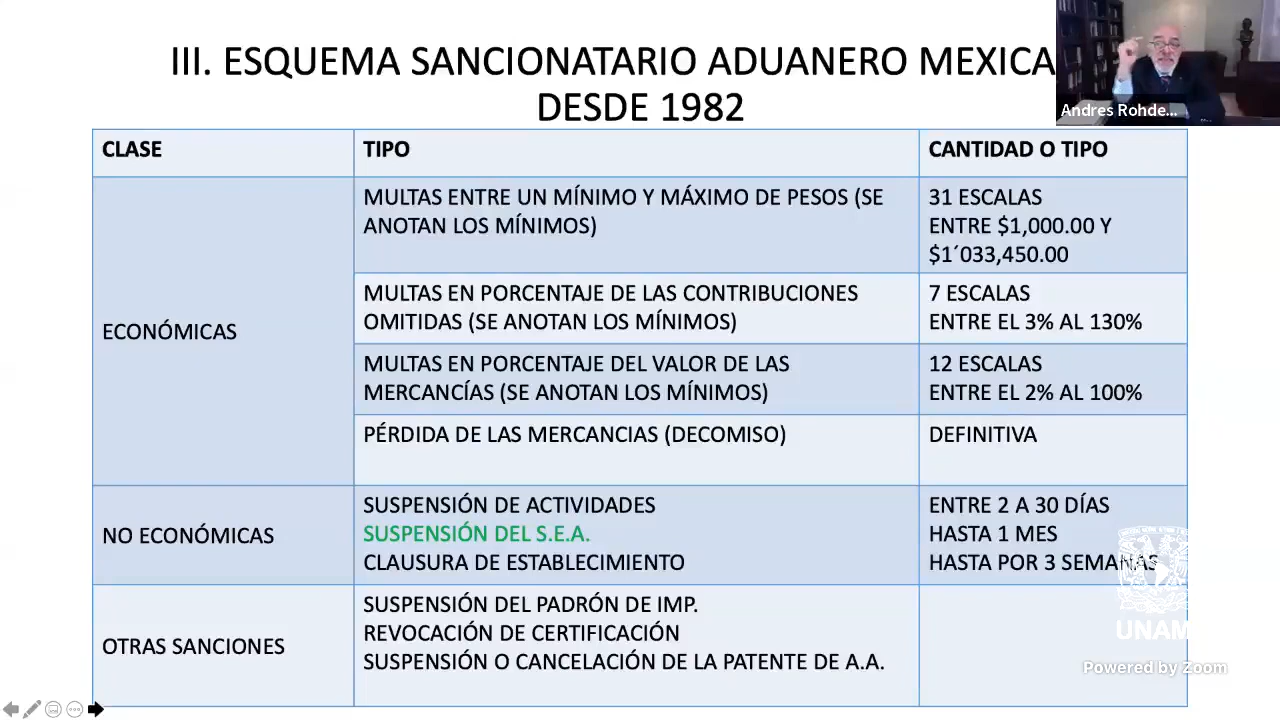 III. ESQUEMA SANCIONATARIO ADUANERO MEXICA
DESDE 1982
Andres Rohde...
CLASE
TIPO
CANTIDAD O TIPO
ECONÓMICAS
MULTAS ENTRE UN MÍNIMO Y MÁXIMO DE PESOS (SE
ANOTAN LOS MÍNIMOS)
31 ESCALAS
ENTRE $1,000.00 Y
$1´033,450.00
MULTAS EN PORCENTAJE DE LAS CONTRIBUCIONES
OMITIDAS (SE ANOTAN LOS MÍNIMOS)
7 ESCALAS
ENTRE EL 3% AL 130%
MULTAS EN PORCENTAJE DEL VALOR DE LAS
MERCANCÍAS (SE ANOTAN LOS MÍNIMOS)
12 ESCALAS
ENTRE EL 2% AL 100%
PÉRDIDA DE LAS MERCANCIAS (DECOMISO)
DEFINITIVA
NO ECONÓMICAS
SUSPENSIÓN DE ACTIVIDADES
SUSPENSIÓN DEL S.E.A.
CLAUSURA DE ESTABLECIMIENTO
ENTRE 2 A 30 DÍAS
HASTA 1 MES
HASTA POR 3 SEMANAS
OTRAS SANCIONES
SUSPENSIÓN DEL PADRÓN DE IMP.
REVOCACIÓN DE CERTIFICACIÓN
SUSPENSIÓN O CANCELACIÓN DE LA PATENTE DE A.A.
UNAM
Powered by Zoom